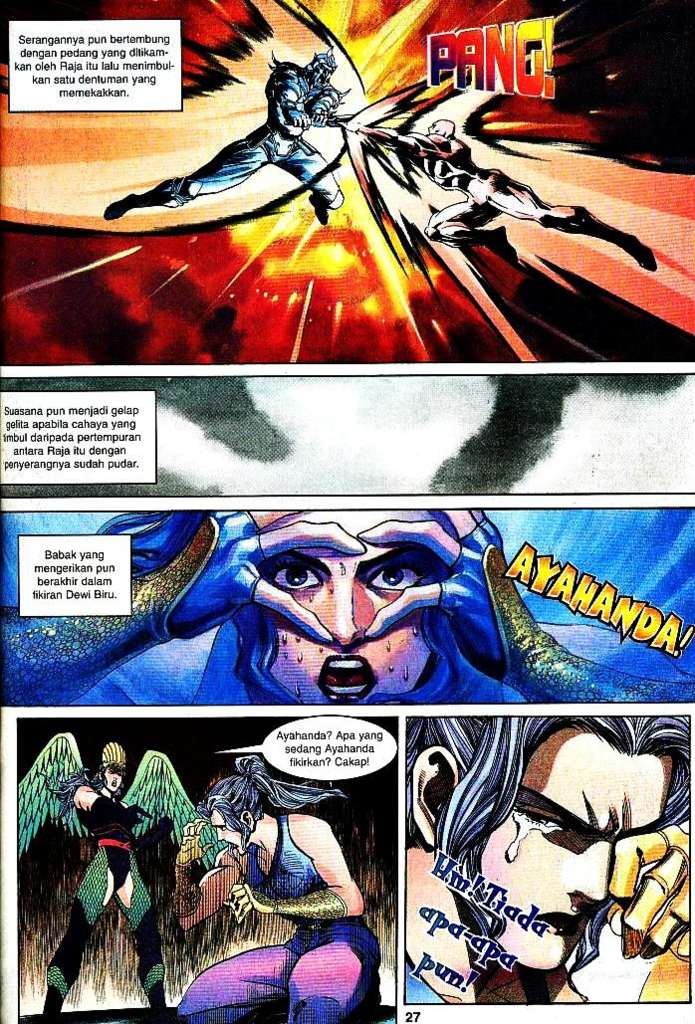 Serangannya pun bertembung
dengan pedang yang ditikam-
kan oleh Raja itu lalu menimbul-
kan satu dentuman yang
memekakkan.
PANG!
Suasana pun menjadi gelap
gelita apabila cahaya yang
timbul daripada pertempuran
antara Raja itu dengan
penyerangnya sudah pudar.
Babak yang
mengerikan pun
berakhir dalam
fikiran Dewi Biru.
AYAHANDA!
Ayahanda? Apa yang
sedang Ayahanda
fikirkan? Cakap!
Hm! Tiada
apa-apa
pun!
27